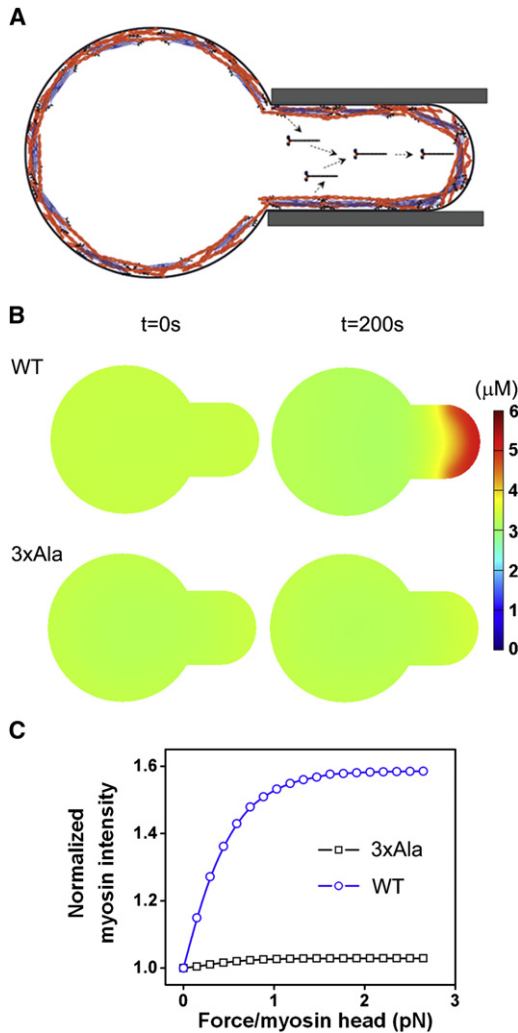 A
B
t=0s t=200s
WT
(μM)
6
5
4
3
2
1
0
3xAla
C
Normalized
myosin intensity
1.6
1.4
1.2
1.0
3xAla
WT
0 1 2 3
Force/myosin head (pN)